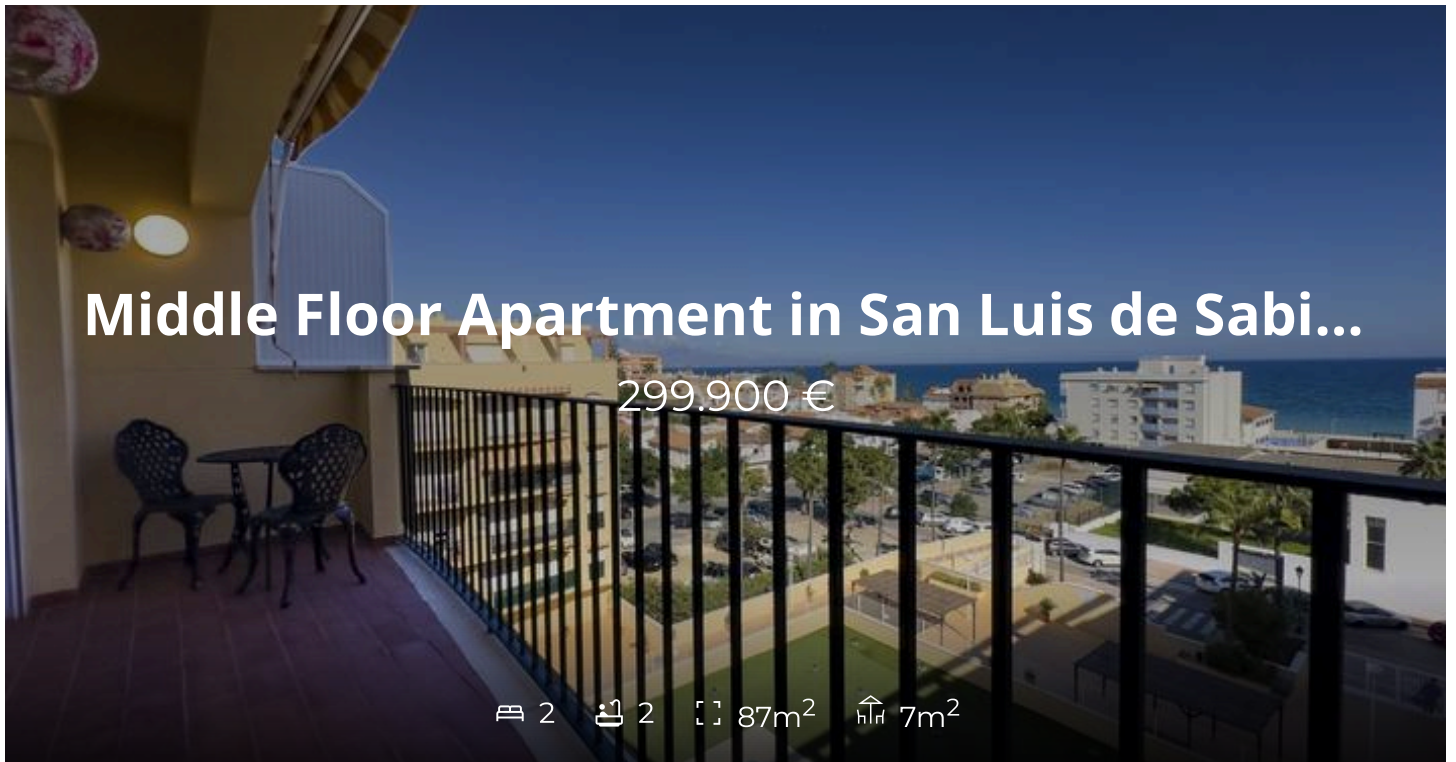 Middle Floor Apartment in San Luis de Sabi...
299.900 €
2 2 87m² 7m²